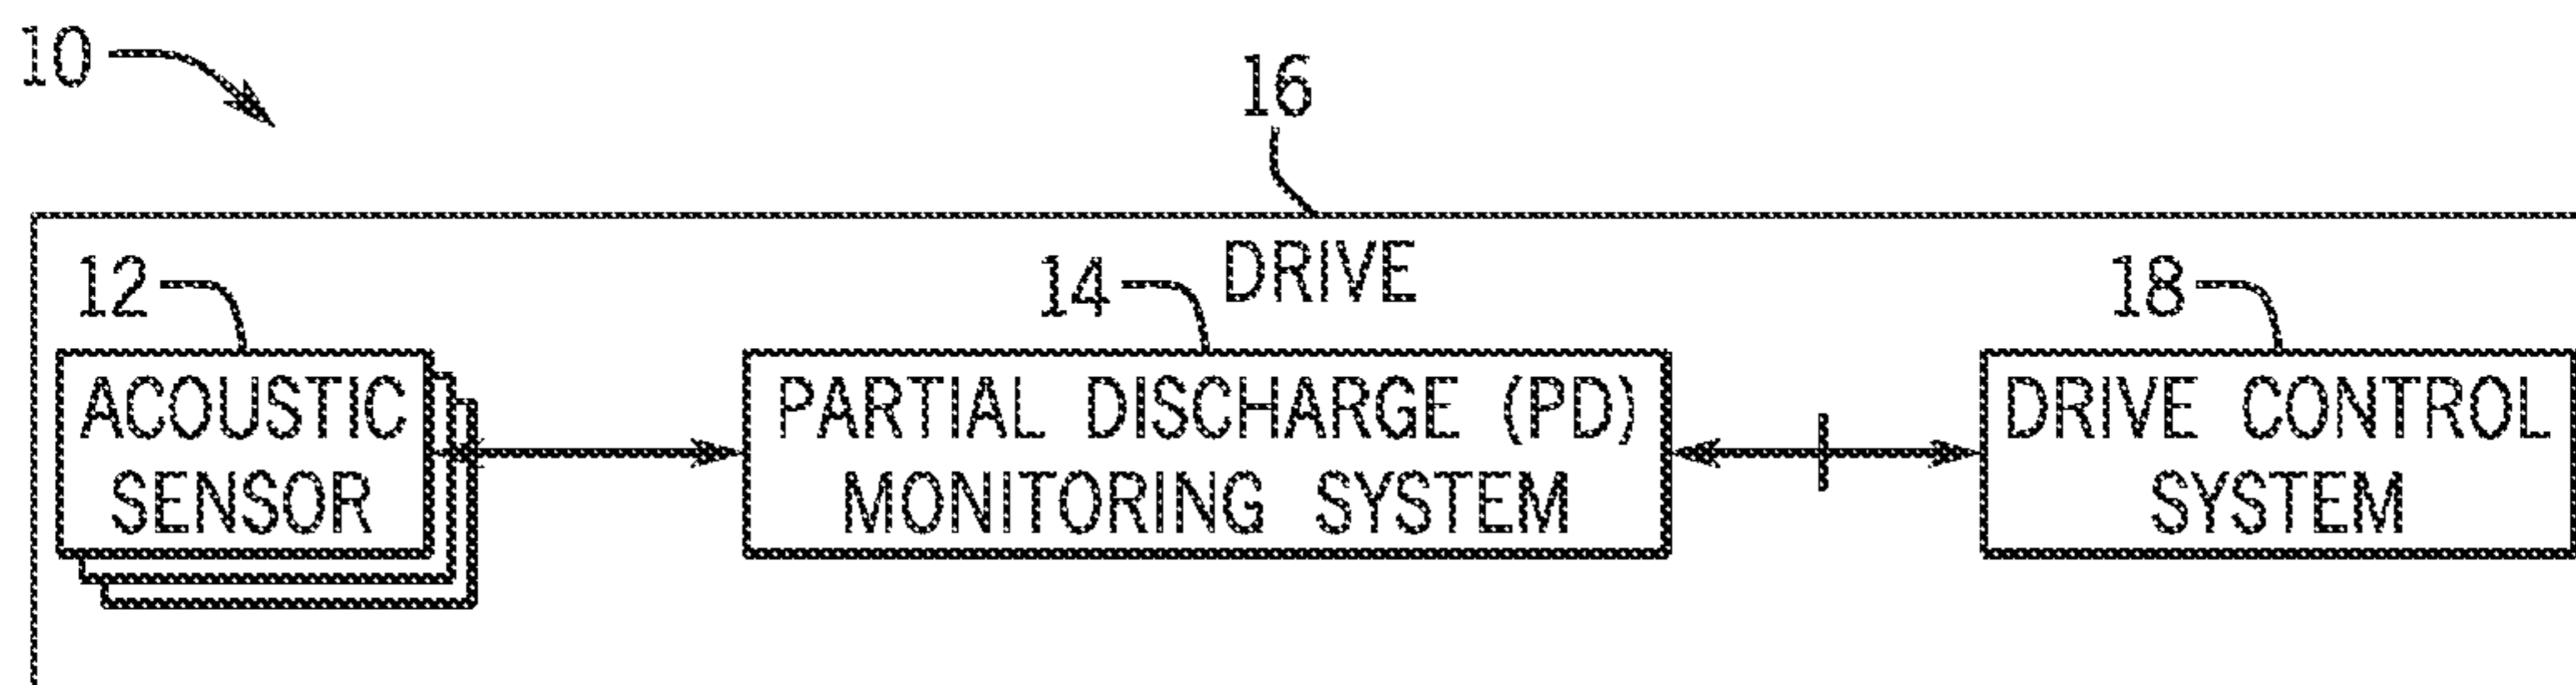 10
16
DRIVE
12
14
18
ACOUSTIC
SENSOR
PARTIAL DISCHARGE (PD)
MONITORING SYSTEM
DRIVE CONTROL
SYSTEM